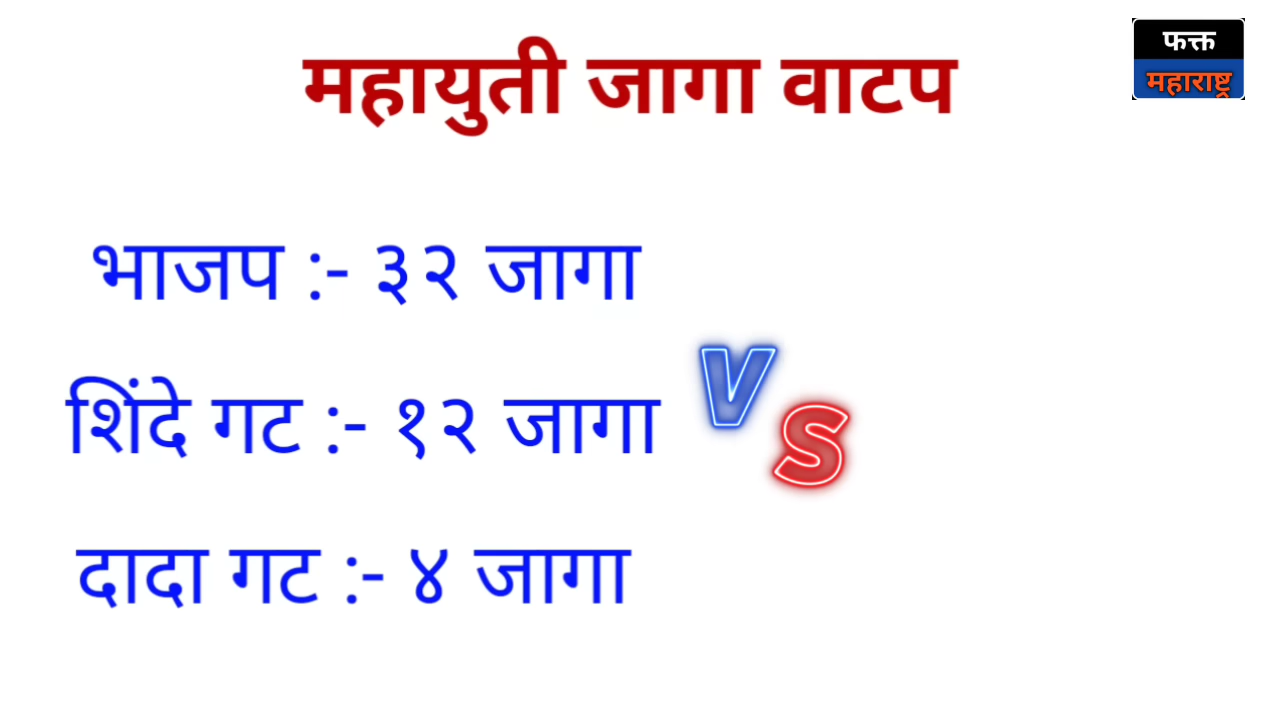 महायुती जागा वाटप
फक्त
महाराष्ट्र
भाजप :- ३२ जागा
शिंदे गट :- १२ जागा
VS
दादा गट :- ४ जागा